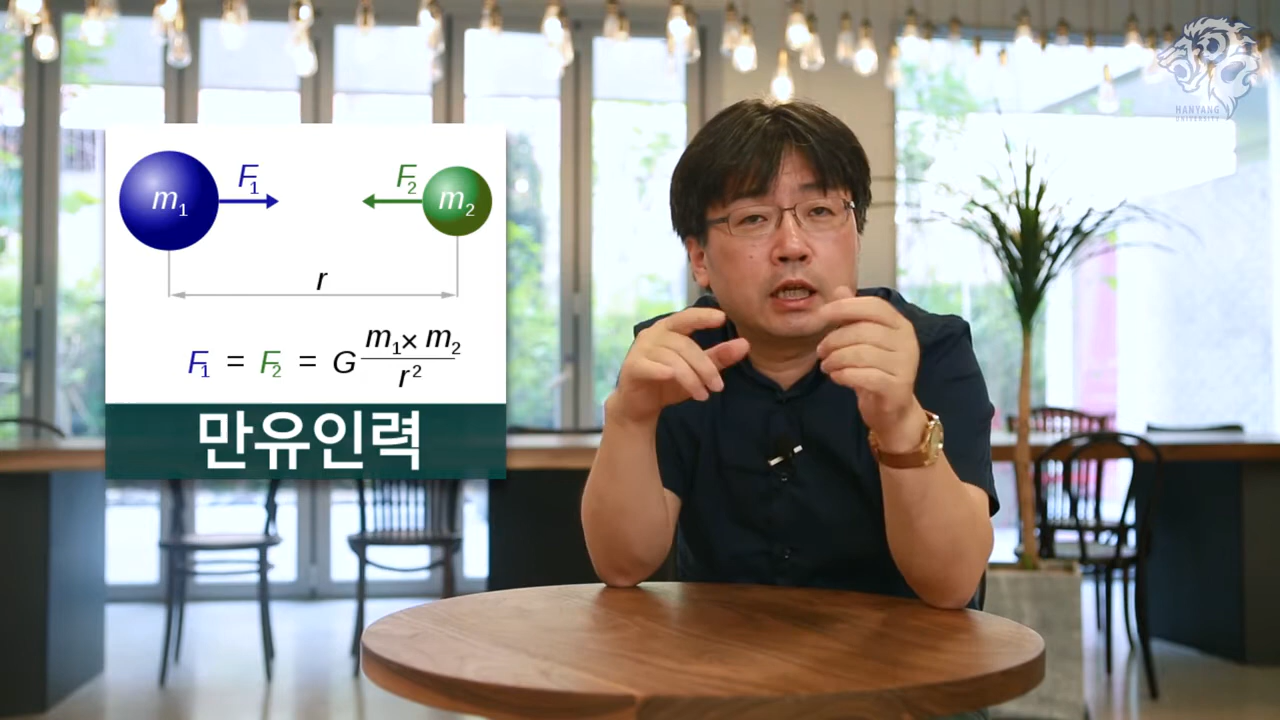 HANYANG
UNIVERSITY
F₁
F₂
m₁
m₂
r
F₁ = F₂ = G m₁× m₂ / r²
만유인력